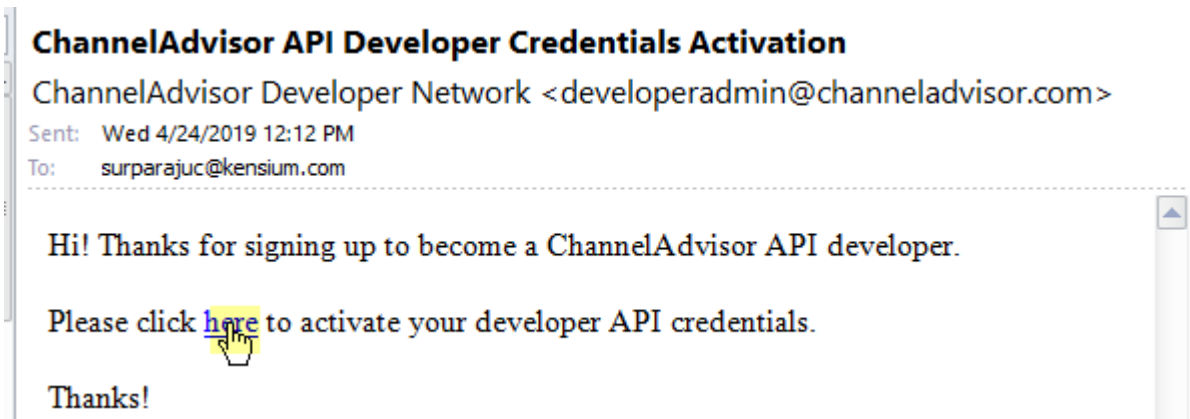 ChannelAdvisor API Developer Credentials Activation
ChannelAdvisor Developer Network <developeradmin@channeladvisor.com>
Sent: Wed 4/24/2019 12:12 PM
To: surparajuc@kensium.com
Hi! Thanks for signing up to become a ChannelAdvisor API developer.
Please click here to activate your developer API credentials.
Thanks!